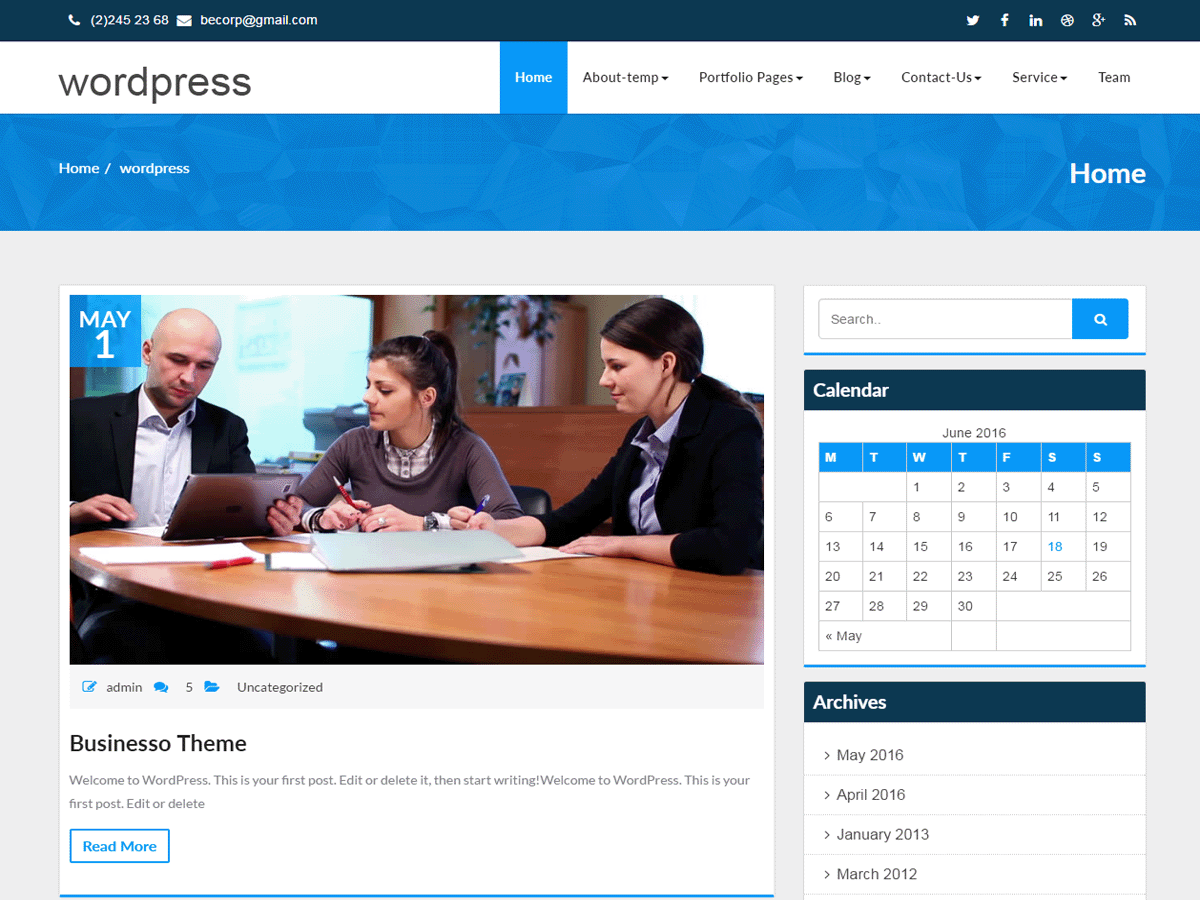 (2)245 23 68 becorp@gmail.com
wordpress
Home About-temp Portfolio Pages Blog Contact-Us Service Team
Home / wordpress
Home
MAY
1
admin 5 Uncategorized
Businesso Theme
Welcome to WordPress. This is your first post. Edit or delete it, then start writing!Welcome to WordPress. This is your
first post. Edit or delete
Read More
Search..
Calendar
June 2016
M T W T F S S
1 2 3 4 5
6 7 8 9 10 11 12
13 14 15 16 17 18 19
20 21 22 23 24 25 26
27 28 29 30
« May
Archives
May 2016
April 2016
January 2013
March 2012